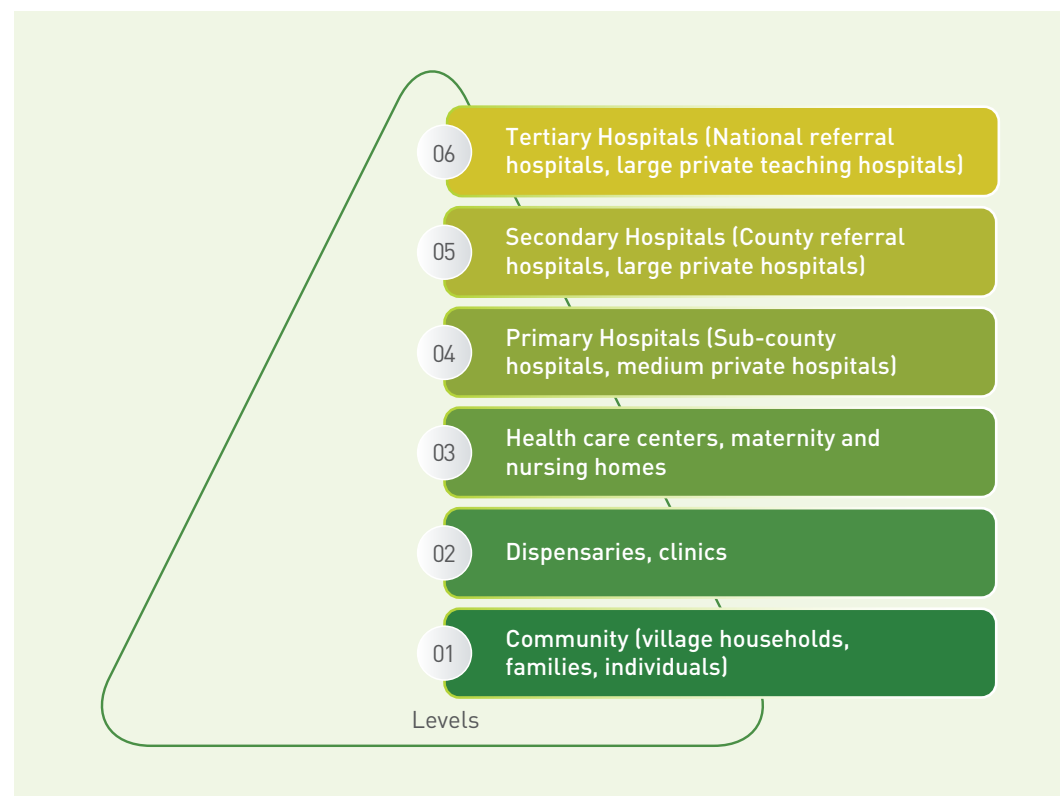 06
Tertiary Hospitals (National referral
hospitals, large private teaching hospitals)
05
Secondary Hospitals (County referral
hospitals, large private hospitals)
04
Primary Hospitals (Sub-county
hospitals, medium private hospitals)
03
Health care centers, maternity and
nursing homes
02
Dispensaries, clinics
01
Community (village households,
families, individuals)
Levels